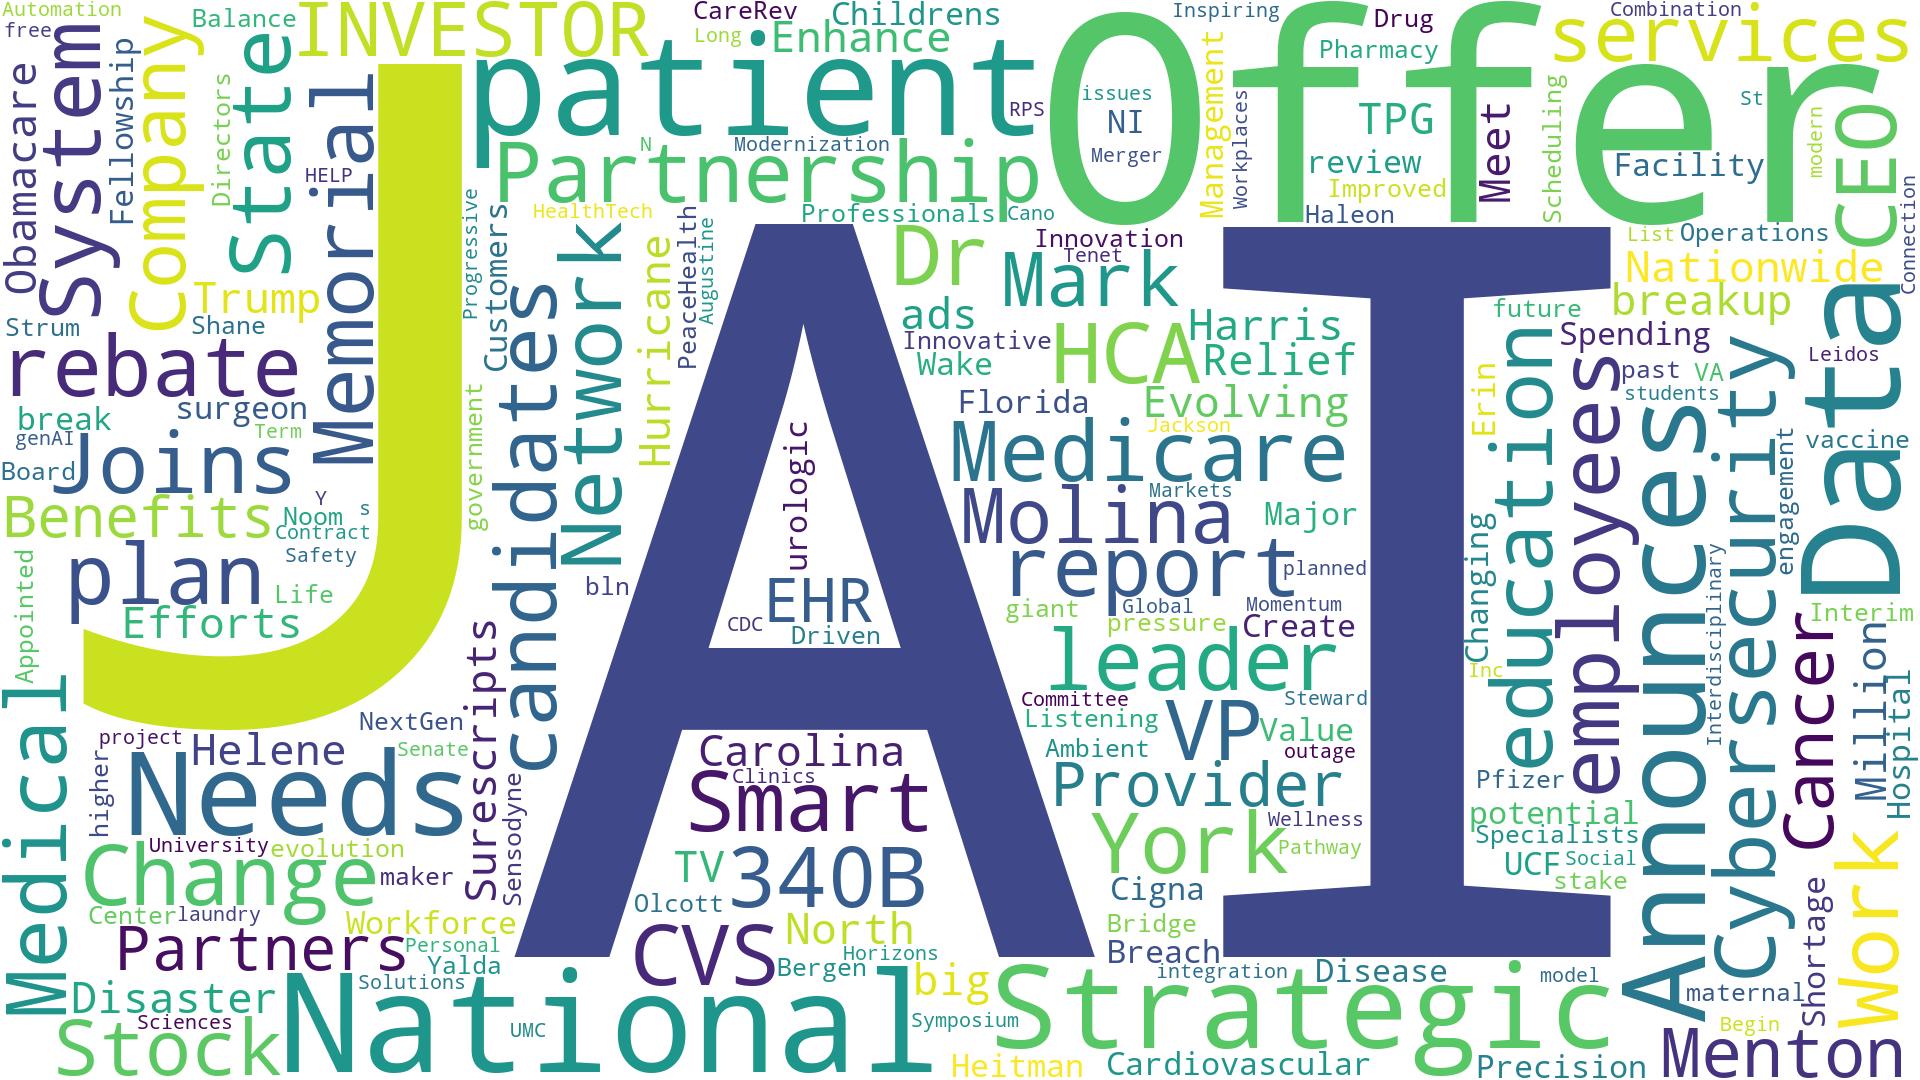 Automation
free
Balance
INVESTOR
CareRev
Long
Childrens
Enhance
Inspiring
Drug
Pharmacy
Combination
services
Obamacare
System
Fellowship
Company
Directors
State
HELP
Memorial
J
patient
RPS
N
Modernization
Partnership
Offer
issues
NI
Merger
Management
Workplaces
TPG
review
Improved
Haleon
Meet
Scheduling
St
modern
Facility
CEO
Connection
Trump
Strum
Shane
rebate
Progressive
Customers
HealthTech
Network
Hurricane
PeaceHealth
Augustine
Professionals
Cano
Dr
Innovation
Tenet
Mark
ads
Innovative
Wake
HCA
Harris
Relief
List
Operations
Nationwide
breakup
future
Spending
Leidos
past
VA
students
Data
break
surgeon
genAI
Term
Board
Joins
government
candidates
Florida
Evolving
Jackson
Medicare
Erin
education
employees
Announces
Cybersecurity
engagement
vaccine
Benefits
Y
s
Noom
Contract
Safety
plan
Life
Efforts
Appointed
A
I
urologic
EHR
CDC
Driven
bln
Markets
Molina
Major
report
planned
giant
Global
Momentum
pressure
Create
leader
Changing
Inc
Interdisciplinary
Interim
Cancer
Million
Hospital
Medical
NextGen
Surescripts
project
Helene
Senate
higher
Needs
Sensodyne
Carolina
Clinics
Smart
Committee
Steward
Listening
VP
Value
Ambient
outage
Provider
Pfizer
potential
Specialists
University
evolution
Change
maker
Center
laundry
Workforce
TV
340B
Olcott
York
Wellness
Pathway
Cigna
UCF
Social
stake
Work
Shortage
Partners
Personal
Yalda
CVS
North
Horizons
Bergen
Bridge
Breach
Disaster
Solutions
Sciences
Stock
National
UMC
big
Symposium
integration
Disease
model
Strategic
maternal
Begin
Heitman
Cardiovascular
Precision
Menton